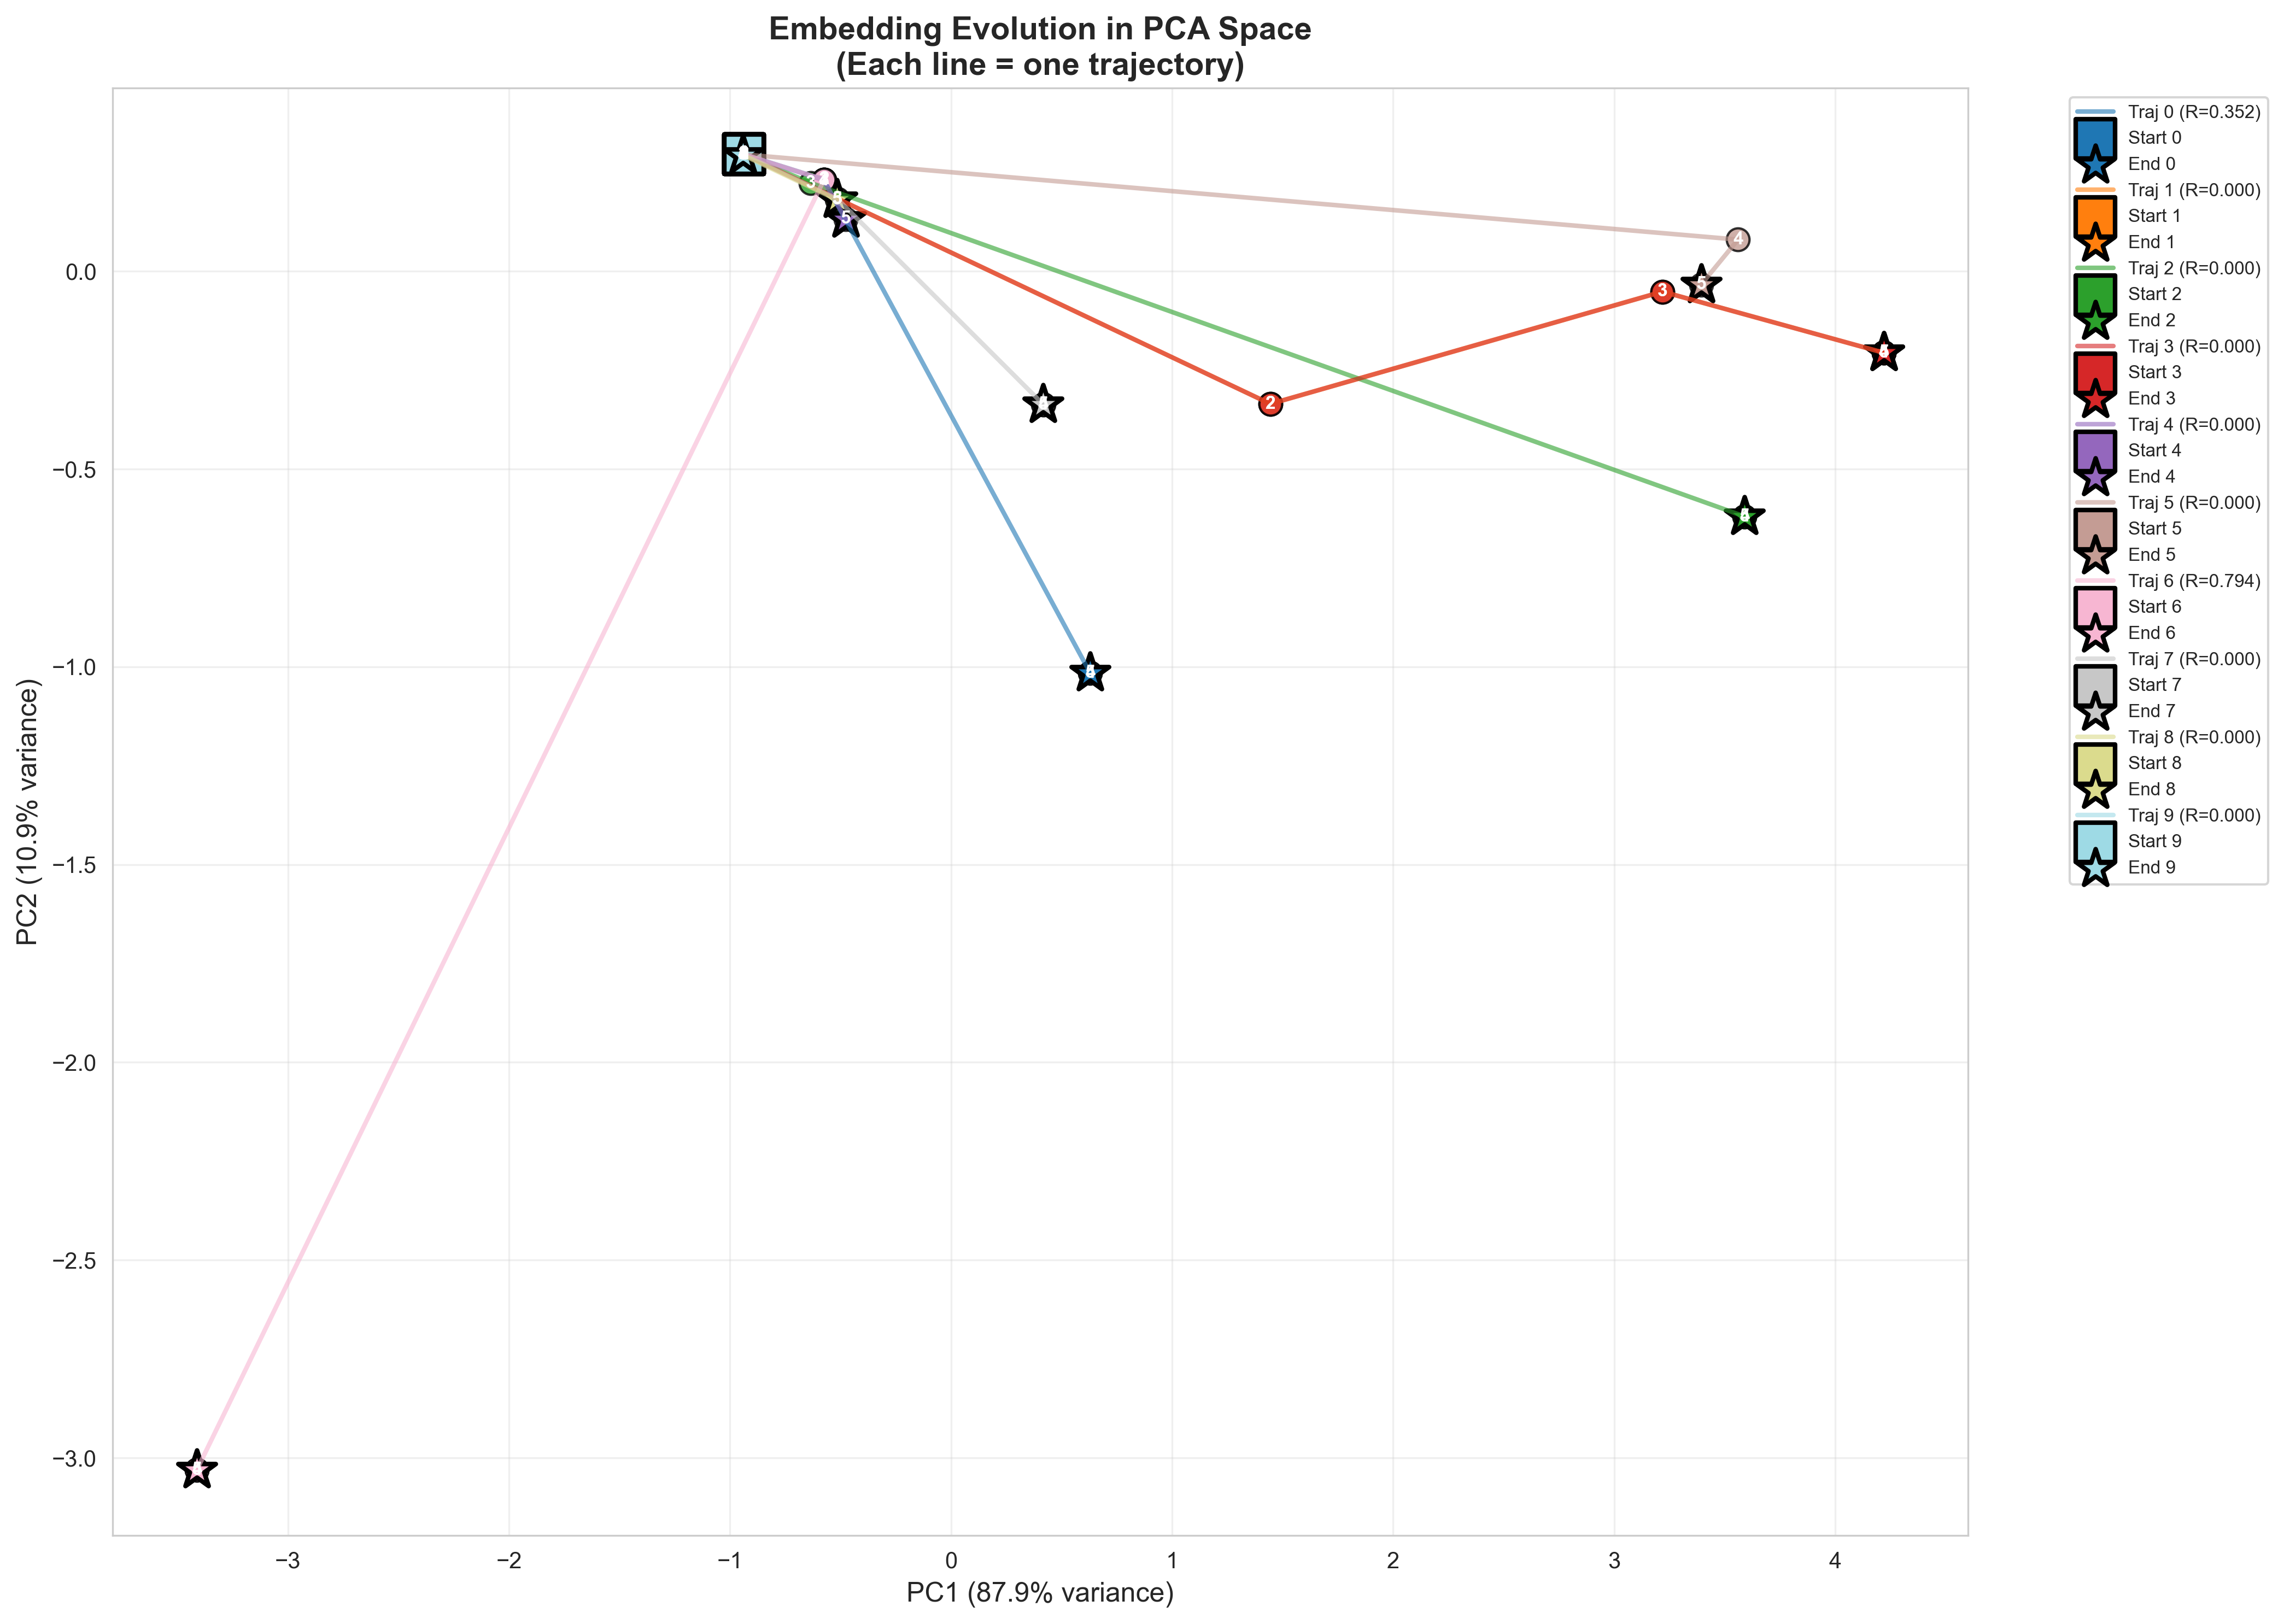 Embedding Evolution in PCA Space
(Each line = one trajectory)
Traj 0 (R=0.352)
Start 0
End 0
Traj 1 (R=0.000)
Start 1
End 1
Traj 2 (R=0.000)
Start 2
End 2
Traj 3 (R=0.000)
Start 3
End 3
Traj 4 (R=0.000)
Start 4
End 4
Traj 5 (R=0.000)
Start 5
End 5
Traj 6 (R=0.794)
Start 6
End 6
Traj 7 (R=0.000)
Start 7
End 7
Traj 8 (R=0.000)
Start 8
End 8
Traj 9 (R=0.000)
Start 9
End 9
3
5
5
4
5
3
2
0.0
−0.5
−1.0
−1.5
−2.0
−2.5
−3.0
PC2 (10.9% variance)
−3
−2
−1
0
1
2
3
4
PC1 (87.9% variance)